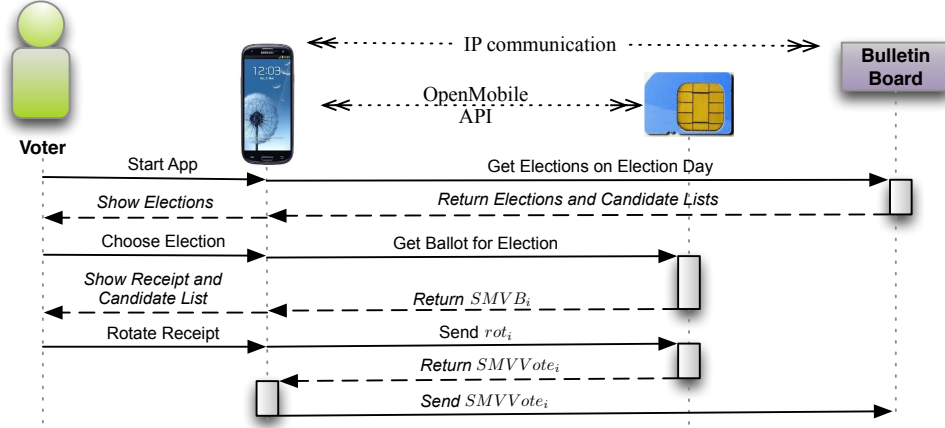 IP communication
12:03
Bulletin
Board
OpenMobile
API
Voter
Start App
Get Elections on Election Day
Show Elections
Return Elections and Candidate Lists
Choose Election
Get Ballot for Election
Show Receipt and
Candidate List
Return SMVB_i
Rotate Receipt
Send rot_i
Return SMVVote_i
Send SMVVote_i